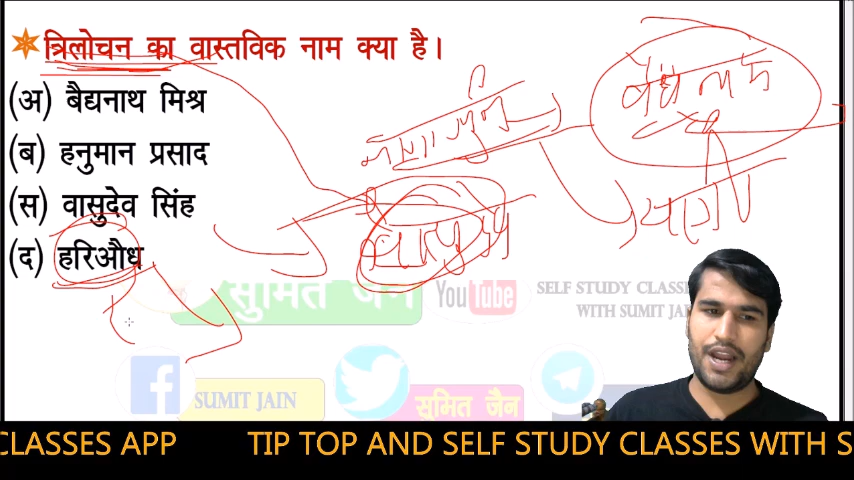 त्रिलोचन का वास्तविक नाम क्या है।
(अ) बैद्यनाथ मिश्र
(ब) हनुमान प्रसाद
(स) वासुदेव सिंह
(द) हरिऔध
नागार्जुन
यात्री
सुमित जैन
YouTube
SELF STUDY CLASSES
WITH SUMIT JAIN
SUMIT JAIN
सुमित जैन
CLASSES APP TIP TOP AND SELF STUDY CLASSES WITH S